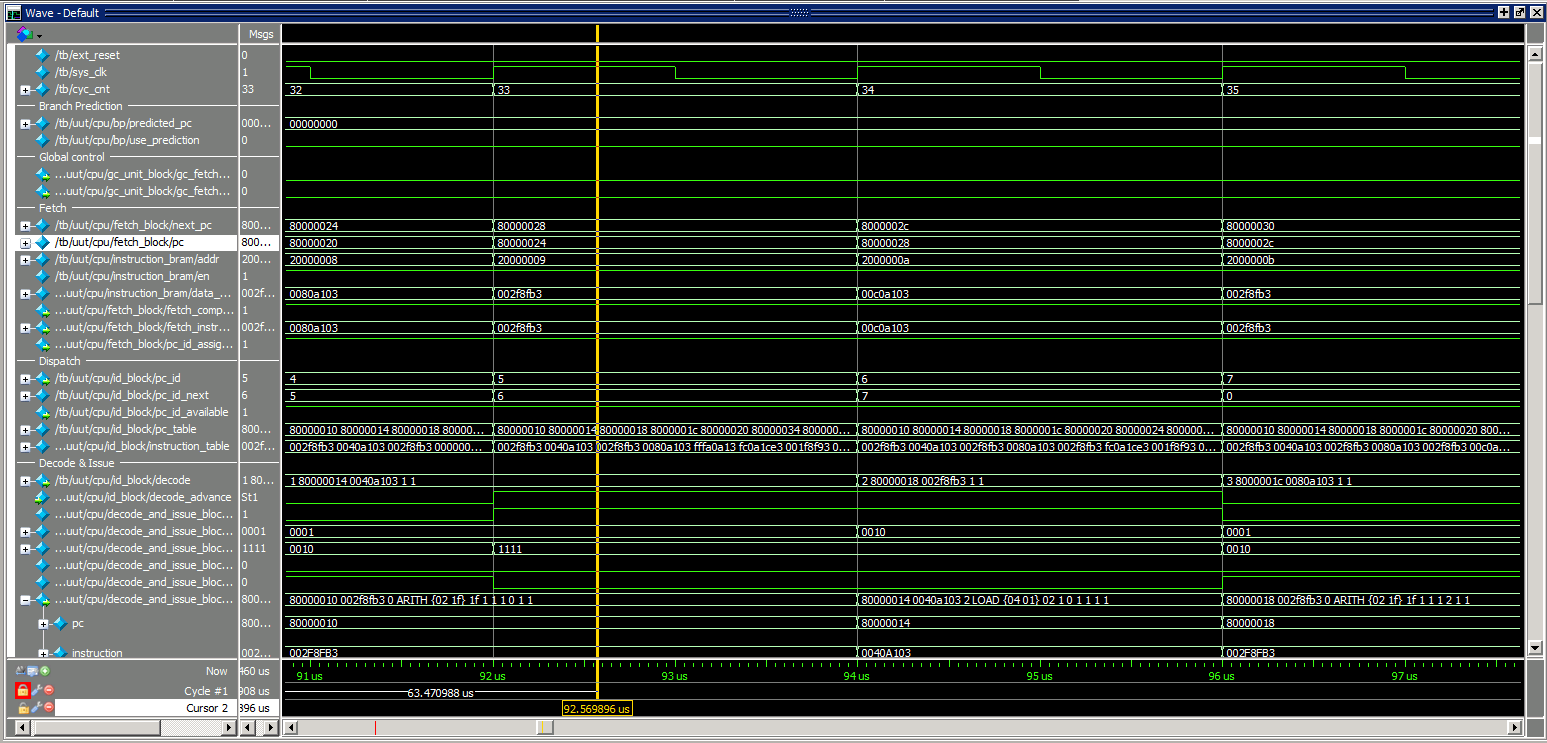 Wave - Default
Msgs
/tb/ext_reset 0
/tb/sys_clk 1
/tb/cyc_cnt 33 32 33 34 35
Branch Prediction
/tb/uut/cpu/bp/predicted_pc 000... 00000000
/tb/uut/cpu/bp/use_prediction 0
Global control
...uut/cpu/gc_unit_block/gc_fetch... 0
...uut/cpu/gc_unit_block/gc_fetch... 0
Fetch
/tb/uut/cpu/fetch_block/next_pc 800... 80000024 80000028 8000002c 80000030
/tb/uut/cpu/fetch_block/pc 800... 80000020 80000024 80000028 8000002c
/tb/uut/cpu/instruction_bram/addr 200... 20000008 20000009 2000000a 2000000b
/tb/uut/cpu/instruction_bram/en 1
...uut/cpu/instruction_bram/data_... 002f... 0080a103 002f8fb3 00c0a103 002f8fb3
...uut/cpu/fetch_block/fetch_comp... 1
...uut/cpu/fetch_block/fetch_instr... 002f... 0080a103 002f8fb3 00c0a103 002f8fb3
...uut/cpu/fetch_block/pc_id_assig... 1
Dispatch
/tb/uut/cpu/id_block/pc_id 5 4 5 6 7
/tb/uut/cpu/id_block/pc_id_next 6 5 6 7 0
/tb/uut/cpu/id_block/pc_id_available 1
/tb/uut/cpu/id_block/pc_table 800... 80000010 80000014 80000018 800000... 80000010 80000014 80000018 8000001c 80000020 80000034 800000... 80000010 80000014 80000018 8000001c 80000020 80000024 800000... 80000010 80000014 80000018 8000001c 80000020 800...
...uut/cpu/id_block/instruction_table 002f... 002f8fb3 0040a103 002f8fb3 000000... 002f8fb3 0040a103 002f8fb3 0080a103 fffa0a13 fc0a1ce3 001f8f93 0... 002f8fb3 0040a103 002f8fb3 0080a103 002f8fb3 fc0a1ce3 001f8f93 0... 002f8fb3 0040a103 002f8fb3 0080a103 002f8fb3 00c0a...
Decode & Issue
/tb/uut/cpu/id_block/decode 1 80... 1 80000014 0040a103 1 1 2 80000018 002f8fb3 1 1 3 8000001c 0080a103 1 1
...uut/cpu/id_block/decode_advance St1
...uut/cpu/decode_and_issue_bloc... 1
...uut/cpu/decode_and_issue_bloc... 0001 0001 0010 0001
...uut/cpu/decode_and_issue_bloc... 1111 0010 1111 0010
...uut/cpu/decode_and_issue_bloc... 0
...uut/cpu/decode_and_issue_bloc... 0
...uut/cpu/decode_and_issue_bloc... 800... 80000010 002f8fb3 0 ARITH {02 1f} 1f 1 1 1 0 1 1 80000014 0040a103 2 LOAD {04 01} 02 1 0 1 1 1 1 80000018 002f8fb3 0 ARITH {02 1f} 1f 1 1 1 2 1 1
pc 800... 80000010 80000014 80000018
instruction 002... 002F8FB3 0040A103 002F8FB3
Now 460 us 91 us 92 us 93 us 94 us 95 us 96 us 97 us
Cycle #1 908 us 63.470988 us
Cursor 2 396 us 92.569896 us